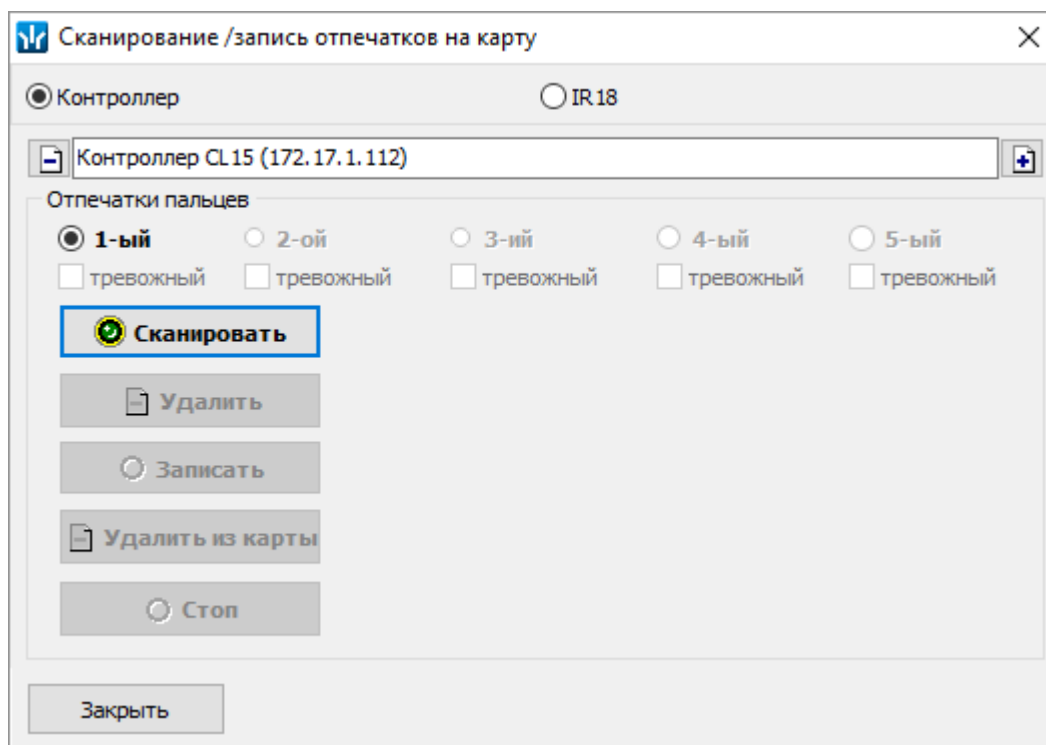 Сканирование /запись отпечатков на карту
Контроллер IR18
Контроллер CL15 (172.17.1.112)
Отпечатки пальцев
1-ый 2-ой 3-ий 4-ый 5-ый
тревожный тревожный тревожный тревожный тревожный
Сканировать
Удалить
Записать
Удалить из карты
Стоп
Закрыть